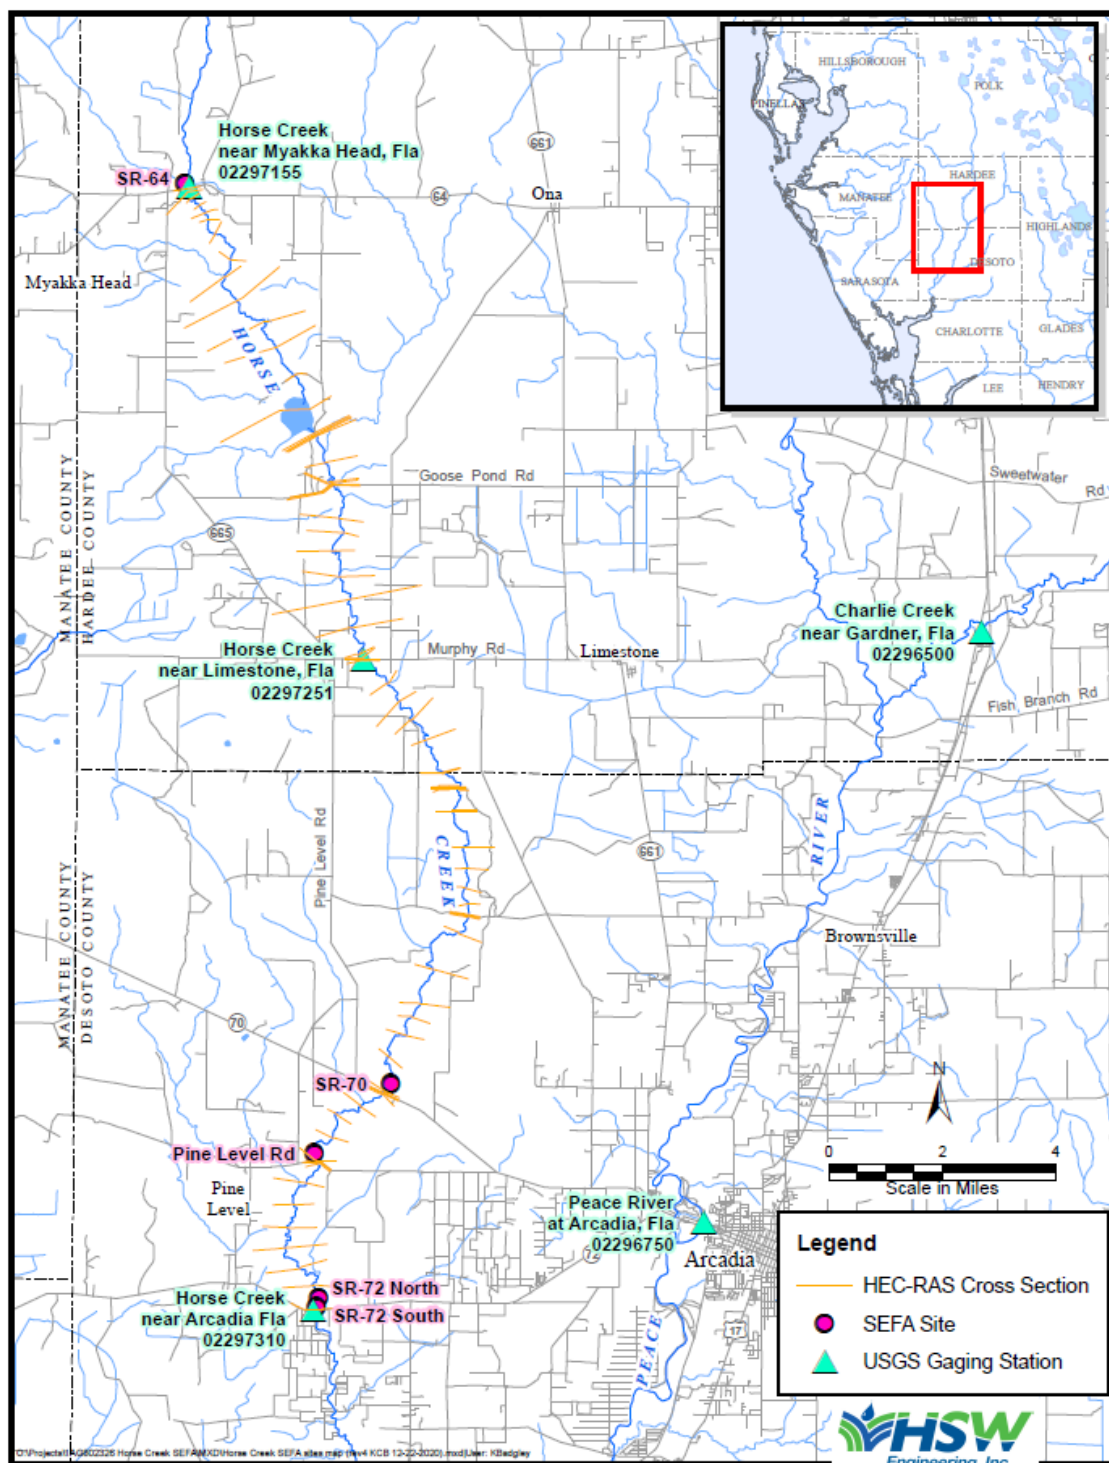 HILLSBOROUGH
POLK
PINELLAS
HARDEE
MANATEE
HIGHLANDS
DESOTO
SARASOTA
CHARLOTTE
GLADES
LEE
HENDRY
Horse Creek
near Myakka Head, Fla
02297155
SR-64
64
661
Ona
Myakka Head
HORSE
Goose Pond Rd
Sweetwater
Rd
665
MANATEE COUNTY
HARDEE COUNTY
Charlie Creek
near Gardner, Fla
02296500
Horse Creek
near Limestone, Fla
02297251
Murphy Rd
Limestone
Fish Branch Rd
Pine Level Rd
CREEK
661
RIVER
MANATEE COUNTY
DESOTO COUNTY
Brownsville
70
SR-70
Pine Level Rd
Pine
Level
N
0 2 4
Scale in Miles
Peace River
at Arcadia, Fla
02296750
72
Arcadia
SR-72 North
SR-72 South
Horse Creek
near Arcadia Fla
02297310
17
PEACE
Legend
HEC-RAS Cross Section
SEFA Site
USGS Gaging Station
HSW
Engineering, Inc.